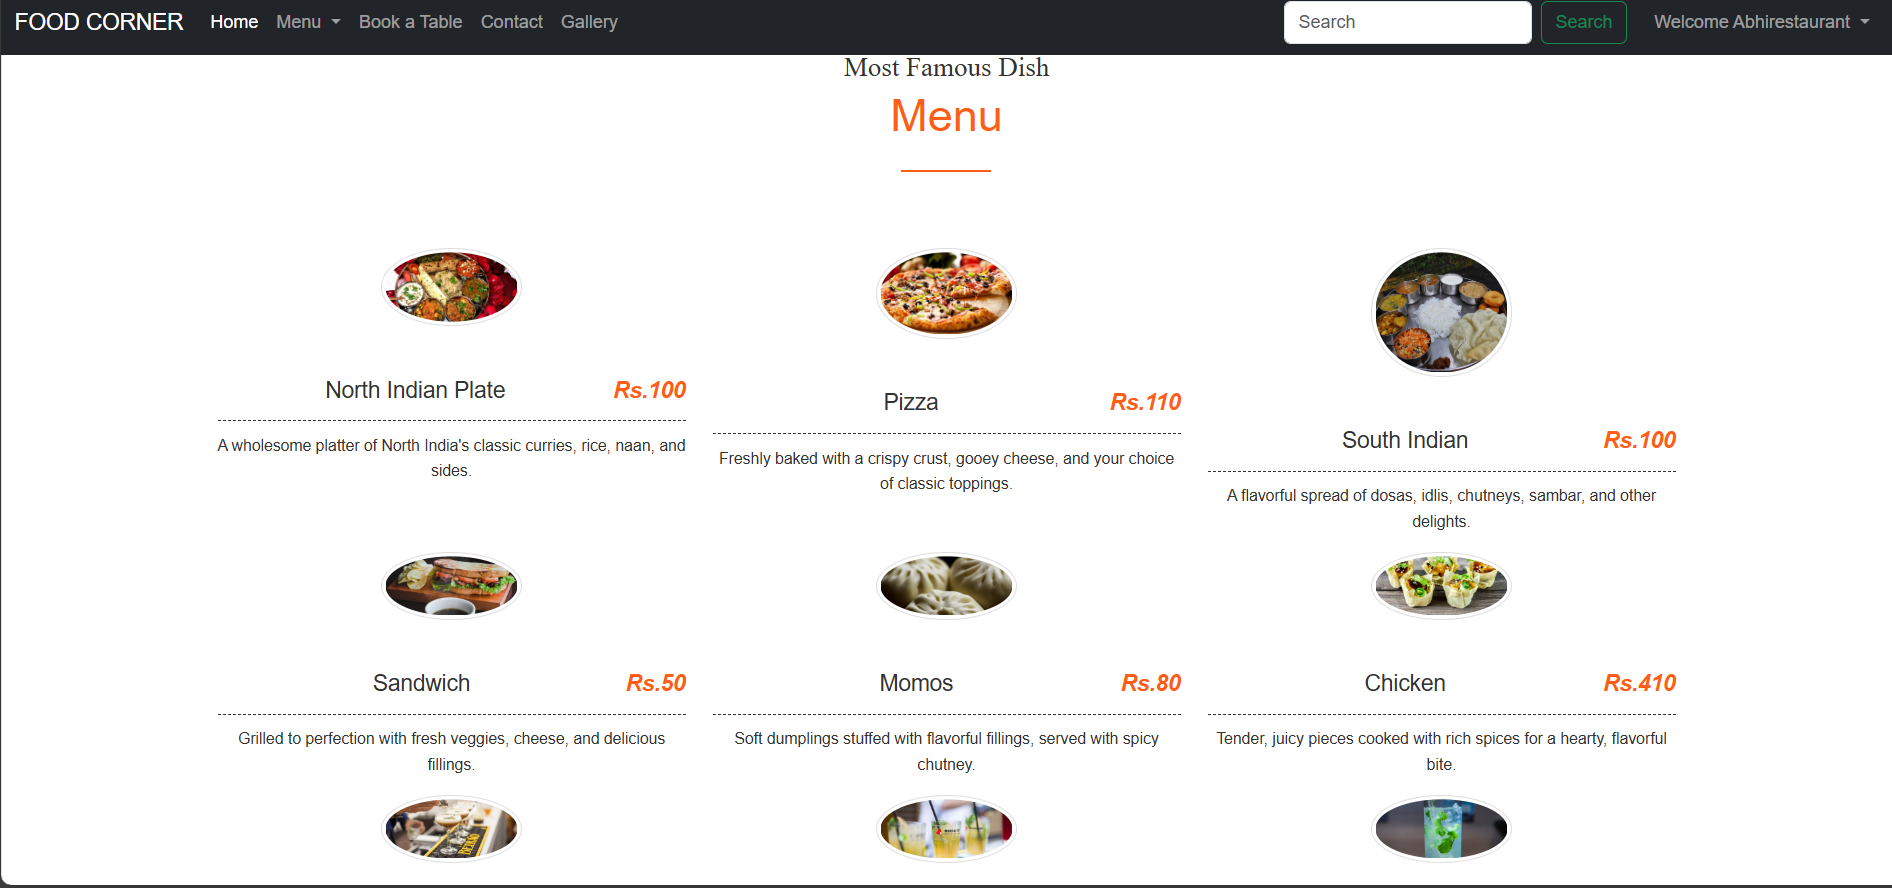 FOOD CORNER Home Menu Book a Table Contact Gallery Search Search Welcome Abhirestaurant
Most Famous Dish
Menu
North Indian Plate Rs.100
A wholesome platter of North India's classic curries, rice, naan, and
sides.
Pizza Rs.110
Freshly baked with a crispy crust, gooey cheese, and your choice
of classic toppings.
South Indian Rs.100
A flavorful spread of dosas, idlis, chutneys, sambar, and other
delights.
Sandwich Rs.50
Grilled to perfection with fresh veggies, cheese, and delicious
fillings.
Momos Rs.80
Soft dumplings stuffed with flavorful fillings, served with spicy
chutney.
Chicken Rs.410
Tender, juicy pieces cooked with rich spices for a hearty, flavorful
bite.